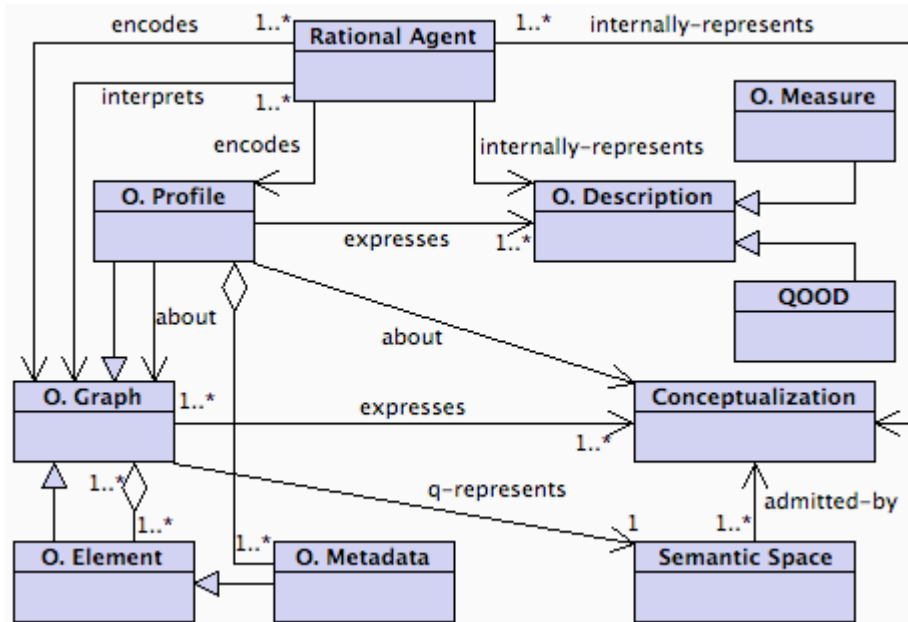 encodes
1..*
Rational Agent
1..*
internally-represents
interprets
1..*
O. Measure
encodes
internally-represents
O. Profile
O. Description
expresses
1..*
QOOD
about
about
O. Graph
1..*
expresses
1..*
Conceptualization
1..*
q-represents
admitted-by
1..*
1..*
1
1..*
O. Element
O. Metadata
Semantic Space